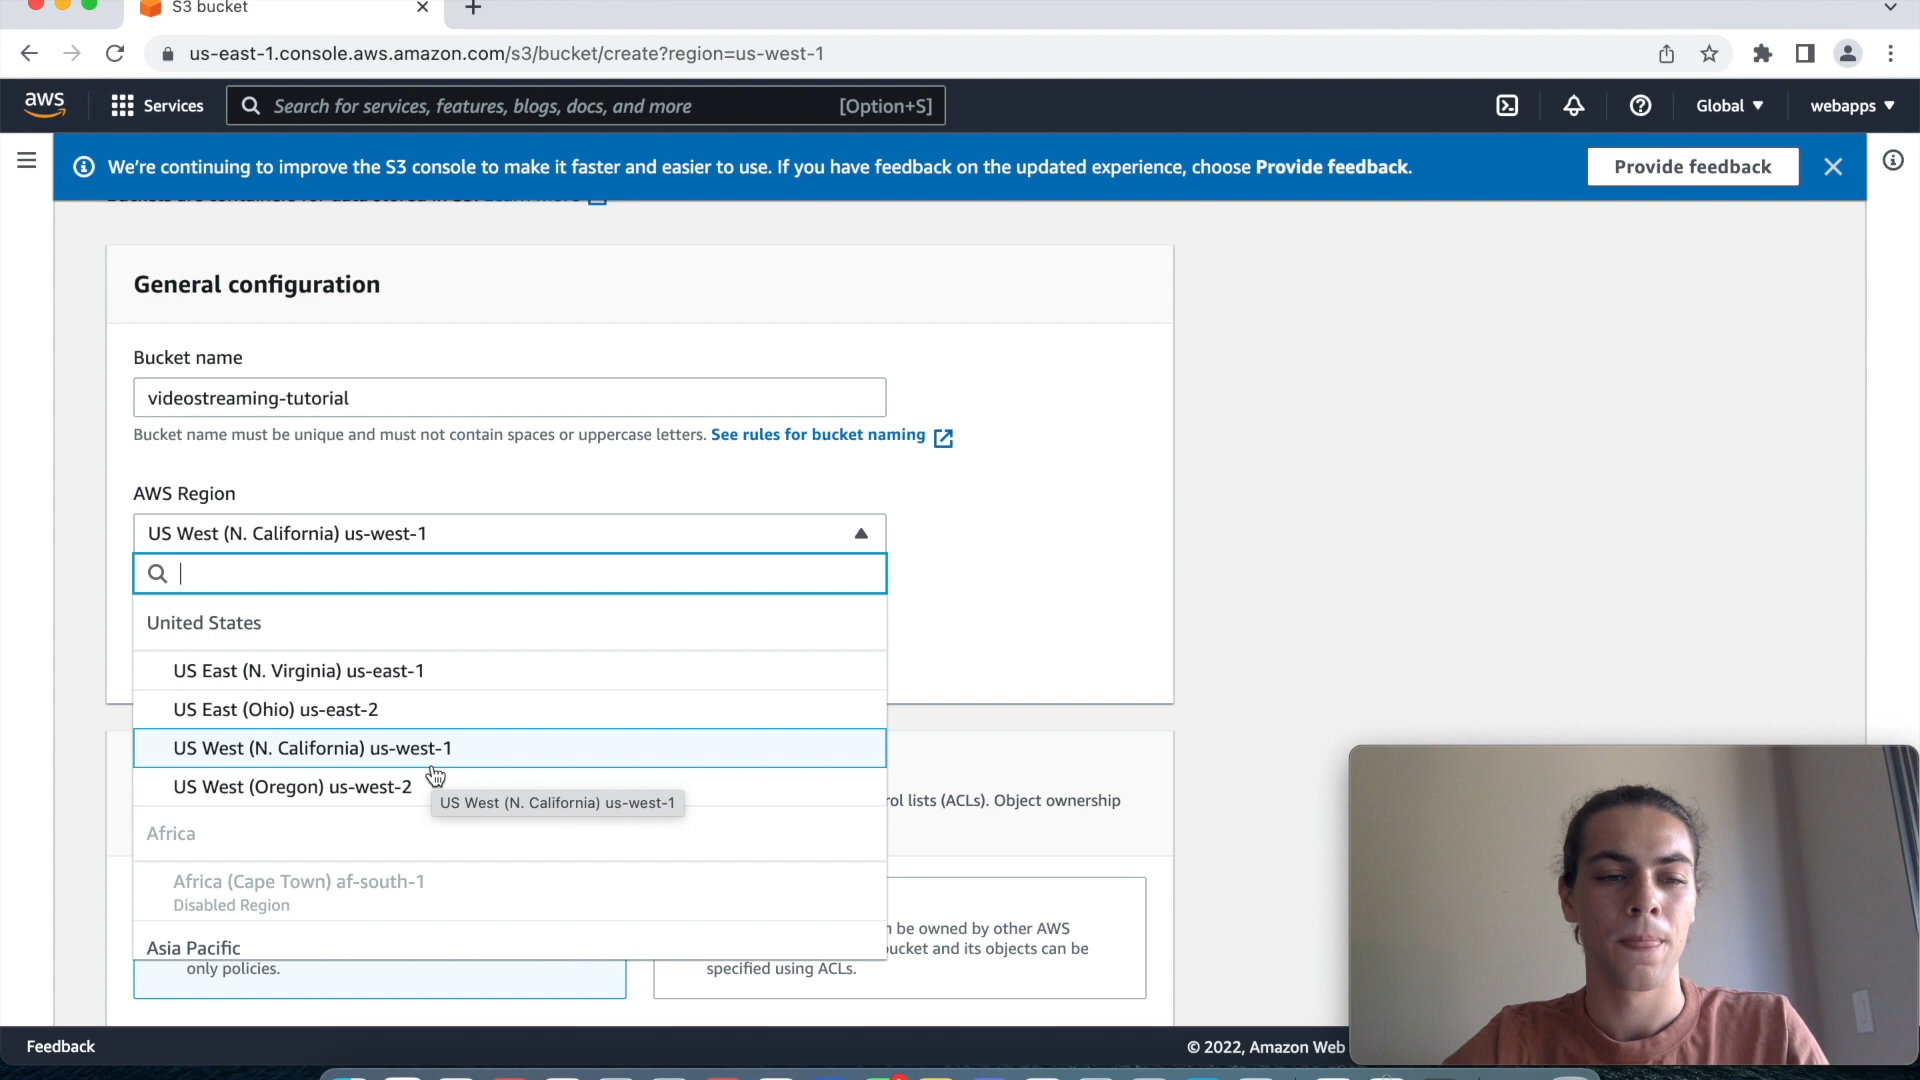 S3 bucket
us-east-1.console.aws.amazon.com/s3/bucket/create?region=us-west-1
aws
Services
Search for services, features, blogs, docs, and more
[Option+S]
Global
webapps
We're continuing to improve the S3 console to make it faster and easier to use. If you have feedback on the updated experience, choose Provide feedback.
Provide feedback
General configuration
Bucket name
videostreaming-tutorial
Bucket name must be unique and must not contain spaces or uppercase letters. See rules for bucket naming
AWS Region
US West (N. California) us-west-1
United States
US East (N. Virginia) us-east-1
US East (Ohio) us-east-2
US West (N. California) us-west-1
US West (Oregon) us-west-2
US West (N. California) us-west-1
rol lists (ACLs). Object ownership
Africa
Africa (Cape Town) af-south-1
Disabled Region
be owned by other AWS
Asia Pacific
ucket and its objects can be
only policies.
specified using ACLs.
Feedback
© 2022, Amazon Web